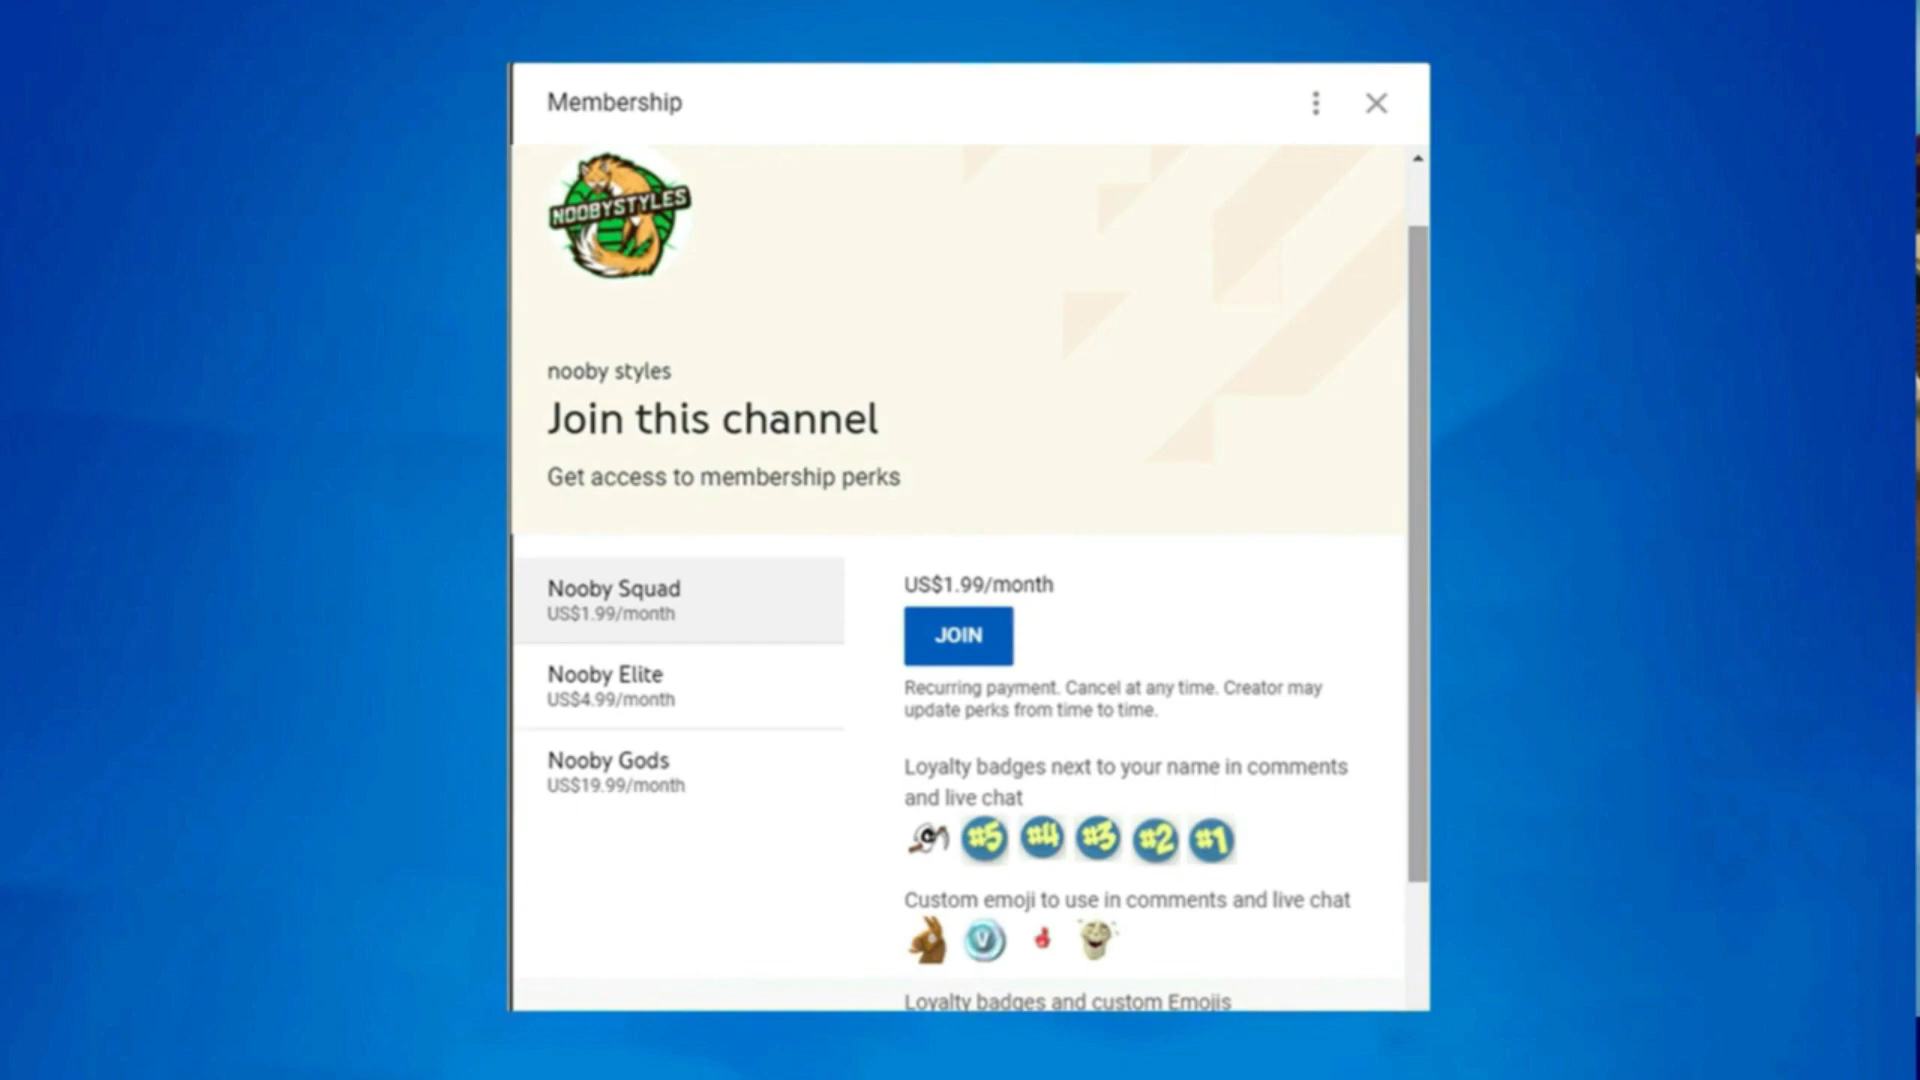 Membership
NOOBYSTYLES
nooby styles
Join this channel
Get access to membership perks
Nooby Squad
US$1.99/month
Nooby Elite
US$4.99/month
Nooby Gods
US$19.99/month
US$1.99/month
JOIN
Recurring payment. Cancel at any time. Creator may
update perks from time to time.
Loyalty badges next to your name in comments
and live chat
#5 #4 #3 #2 #1
Custom emoji to use in comments and live chat
V
Loyalty badges and custom Emojis